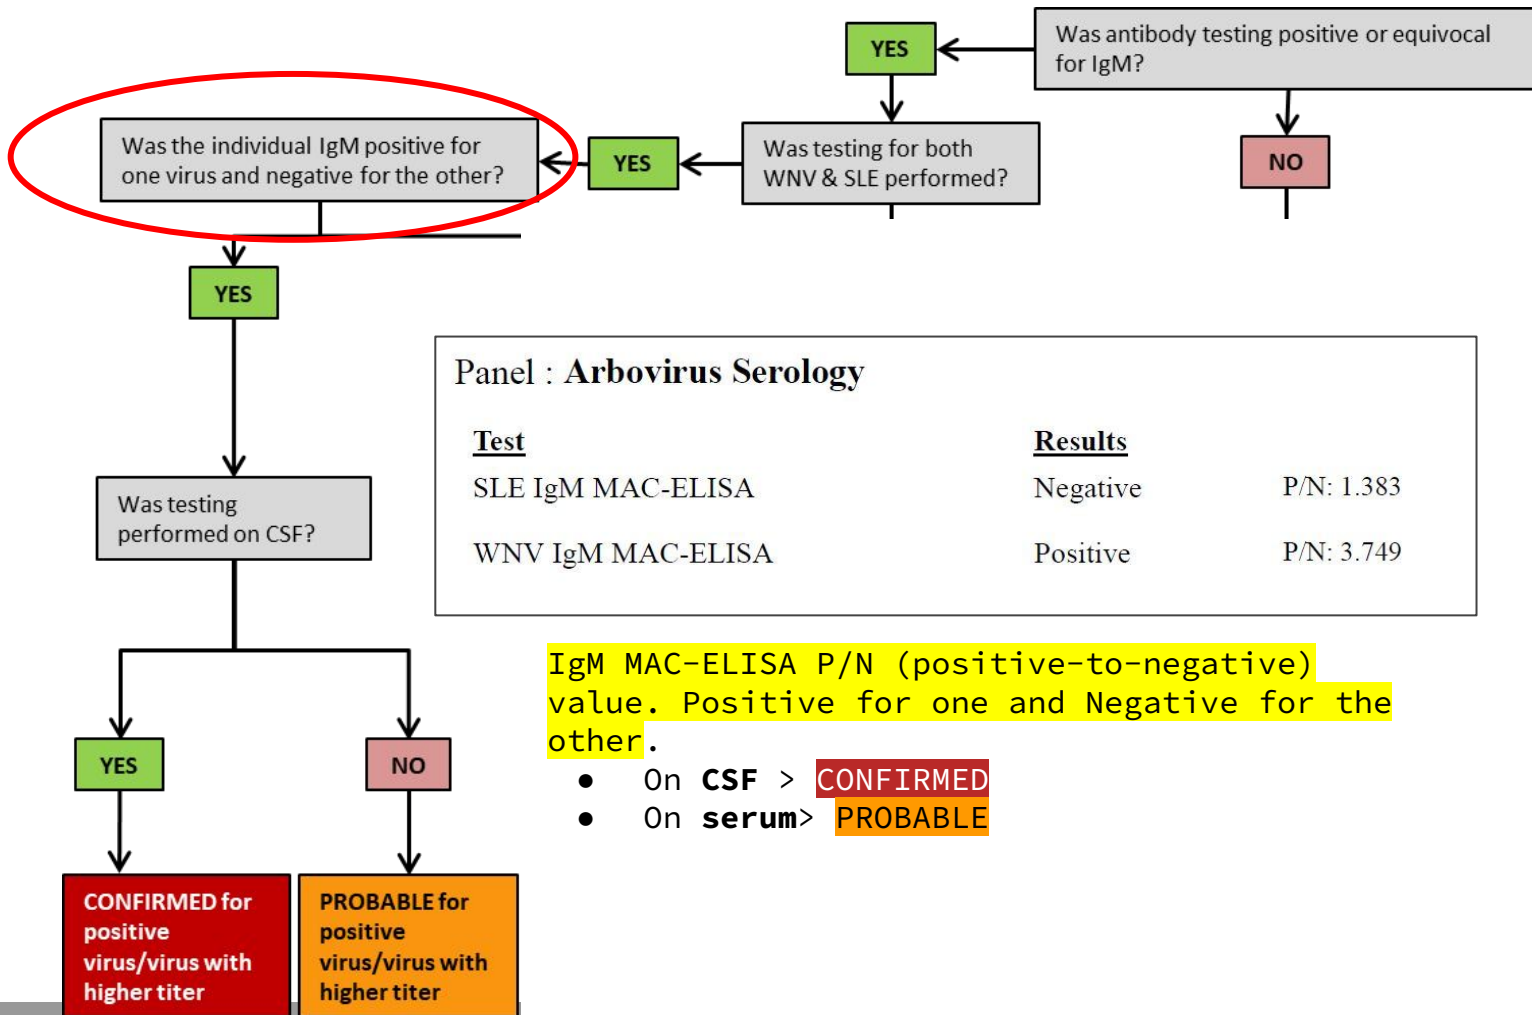 Was antibody testing positive or equivocal
for IgM?
YES
NO
Was testing for both
WNV & SLE performed?
YES
Was the individual IgM positive for
one virus and negative for the other?
YES
Was testing
performed on CSF?
YES
NO
CONFIRMED for
positive
virus/virus with
higher titer
PROBABLE for
positive
virus/virus with
higher titer
Panel : Arbovirus Serology
Test Results
SLE IgM MAC-ELISA Negative P/N: 1.383
WNV IgM MAC-ELISA Positive P/N: 3.749
IgM MAC-ELISA P/N (positive-to-negative)
value. Positive for one and Negative for the
other.
● On CSF > CONFIRMED
● On serum> PROBABLE